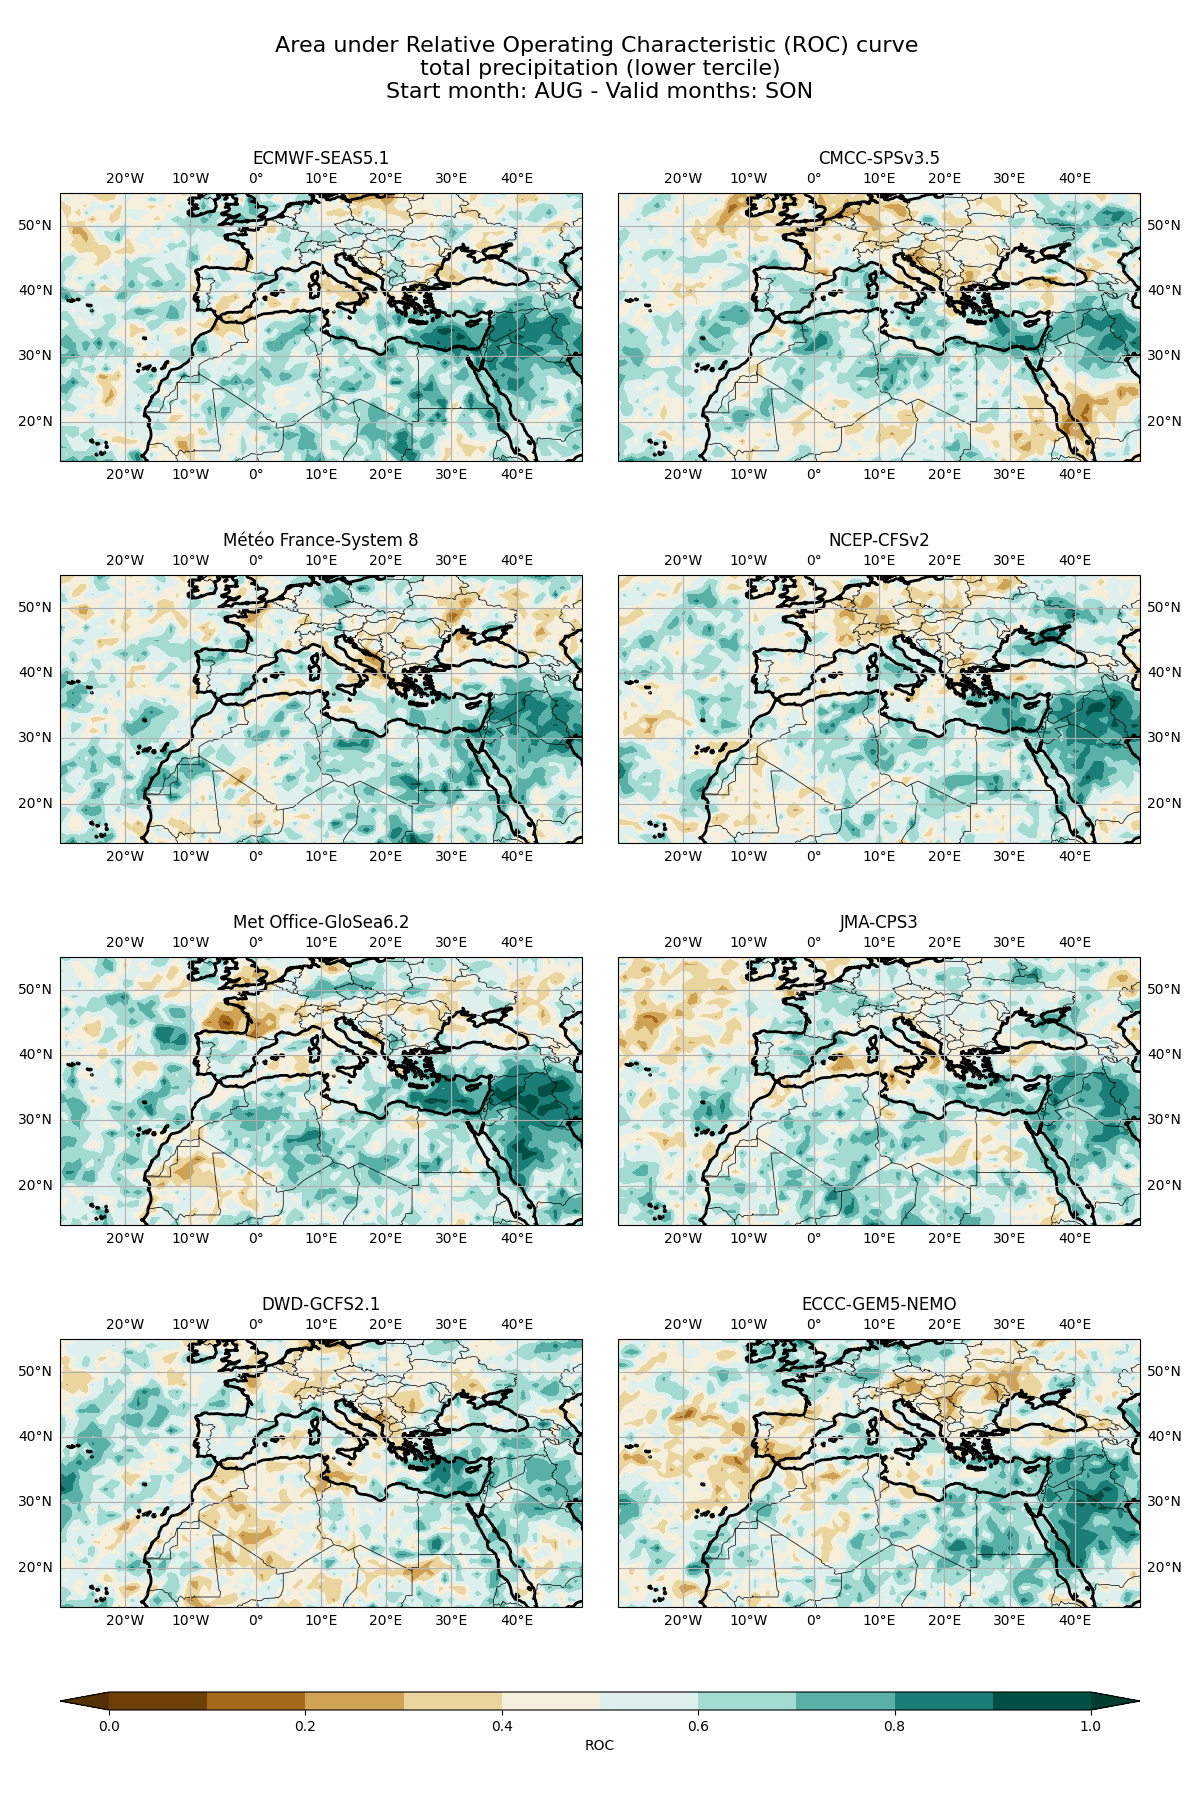 Area under Relative Operating Characteristic (ROC) curve
total precipitation (lower tercile)
Start month: AUG - Valid months: SON
ECMWF-SEAS5.1
20°W 10°W 0° 10°E 20°E 30°E 40°E
50°N
40°N
30°N
20°N
20°W 10°W 0° 10°E 20°E 30°E 40°E
CMCC-SPSv3.5
20°W 10°W 0° 10°E 20°E 30°E 40°E
50°N
40°N
30°N
20°N
20°W 10°W 0° 10°E 20°E 30°E 40°E
Météo France-System 8
20°W 10°W 0° 10°E 20°E 30°E 40°E
50°N
40°N
30°N
20°N
20°W 10°W 0° 10°E 20°E 30°E 40°E
NCEP-CFSv2
20°W 10°W 0° 10°E 20°E 30°E 40°E
50°N
40°N
30°N
20°N
20°W 10°W 0° 10°E 20°E 30°E 40°E
Met Office-GloSea6.2
20°W 10°W 0° 10°E 20°E 30°E 40°E
50°N
40°N
30°N
20°N
20°W 10°W 0° 10°E 20°E 30°E 40°E
JMA-CPS3
20°W 10°W 0° 10°E 20°E 30°E 40°E
50°N
40°N
30°N
20°N
20°W 10°W 0° 10°E 20°E 30°E 40°E
DWD-GCFS2.1
20°W 10°W 0° 10°E 20°E 30°E 40°E
50°N
40°N
30°N
20°N
20°W 10°W 0° 10°E 20°E 30°E 40°E
ECCC-GEM5-NEMO
20°W 10°W 0° 10°E 20°E 30°E 40°E
50°N
40°N
30°N
20°N
20°W 10°W 0° 10°E 20°E 30°E 40°E
0.0 0.2 0.4 0.6 0.8 1.0
ROC